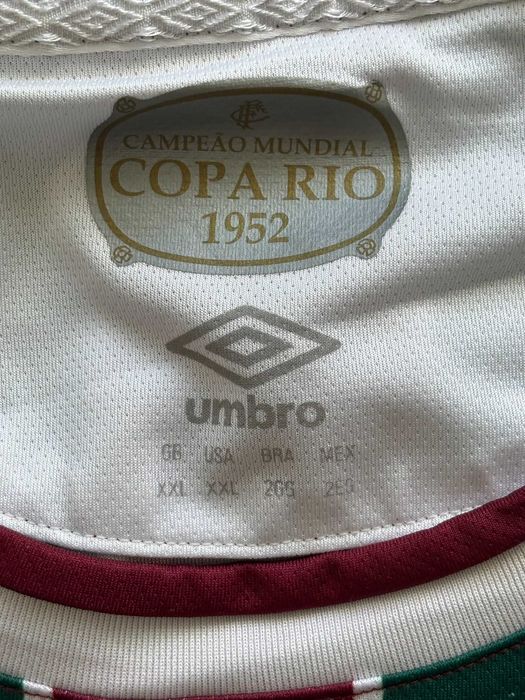 CAMPEÃO MUNDIAL
COPA RIO
1952
umbro
GB USA BRA MEX
XXL XXL 2GG 2EG